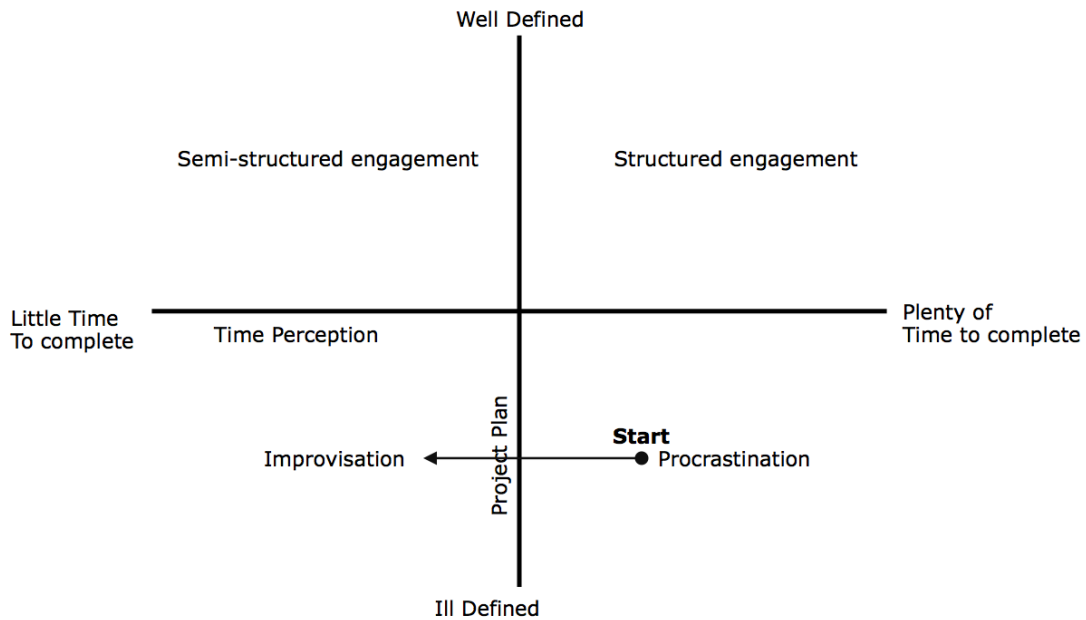 Well Defined
Semi-structured engagement
Structured engagement
Little Time
To complete
Time Perception
Plenty of
Time to complete
Project Plan
Start
Improvisation
Procrastination
Ill Defined